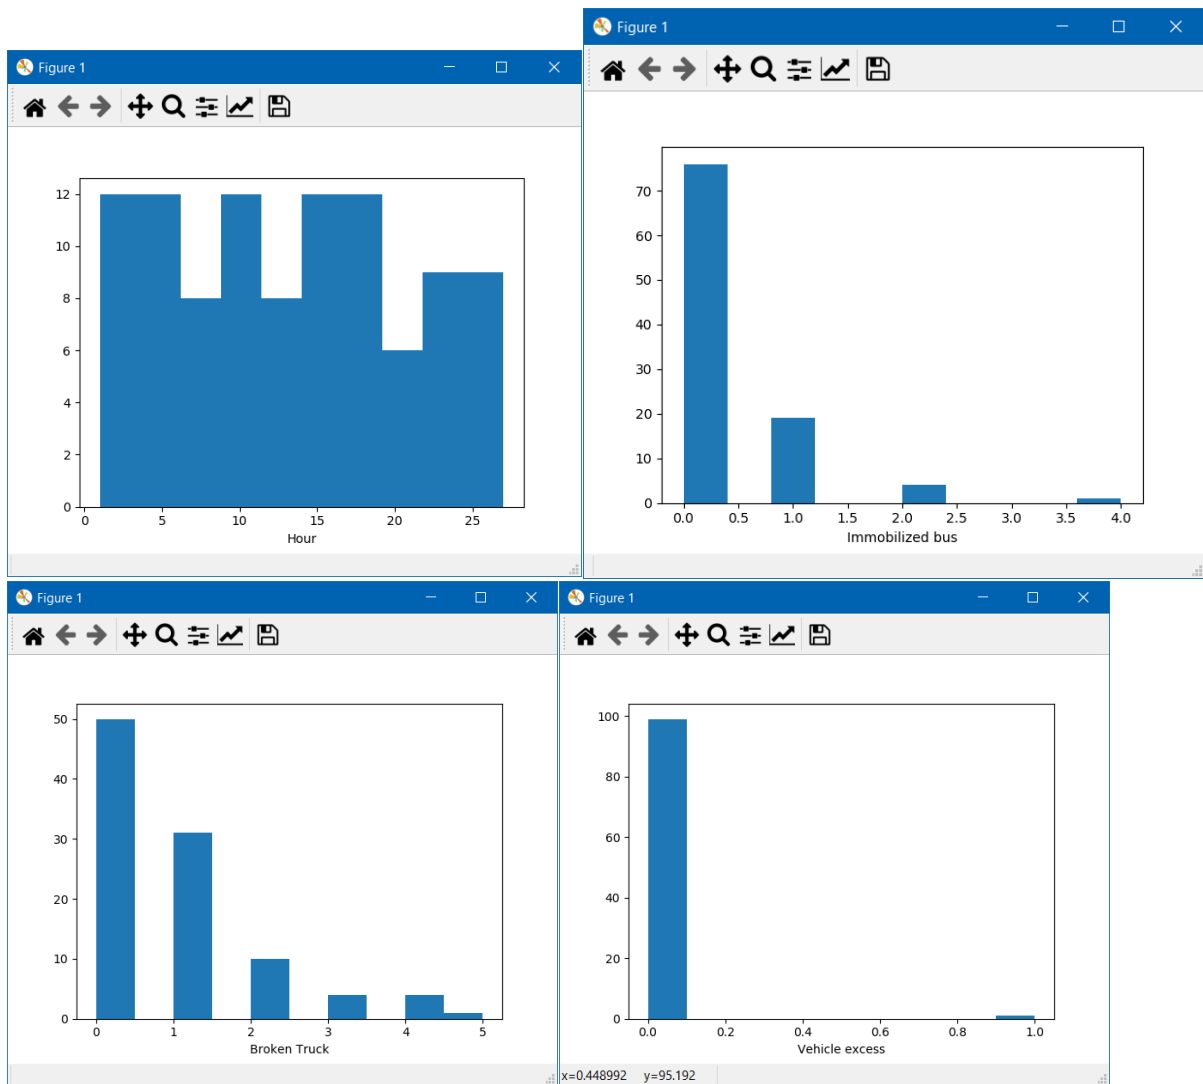 Figure 1
12
10
8
6
4
2
0
0 5 10 15 20 25
Hour
Figure 1
70
60
50
40
30
20
10
0
0.0 0.5 1.0 1.5 2.0 2.5 3.0 3.5 4.0
Immobilized bus
Figure 1
50
40
30
20
10
0
0 1 2 3 4 5
Broken Truck
Figure 1
100
80
60
40
20
0
0.0 0.2 0.4 0.6 0.8 1.0
Vehicle excess
x=0.448992 y=95.192